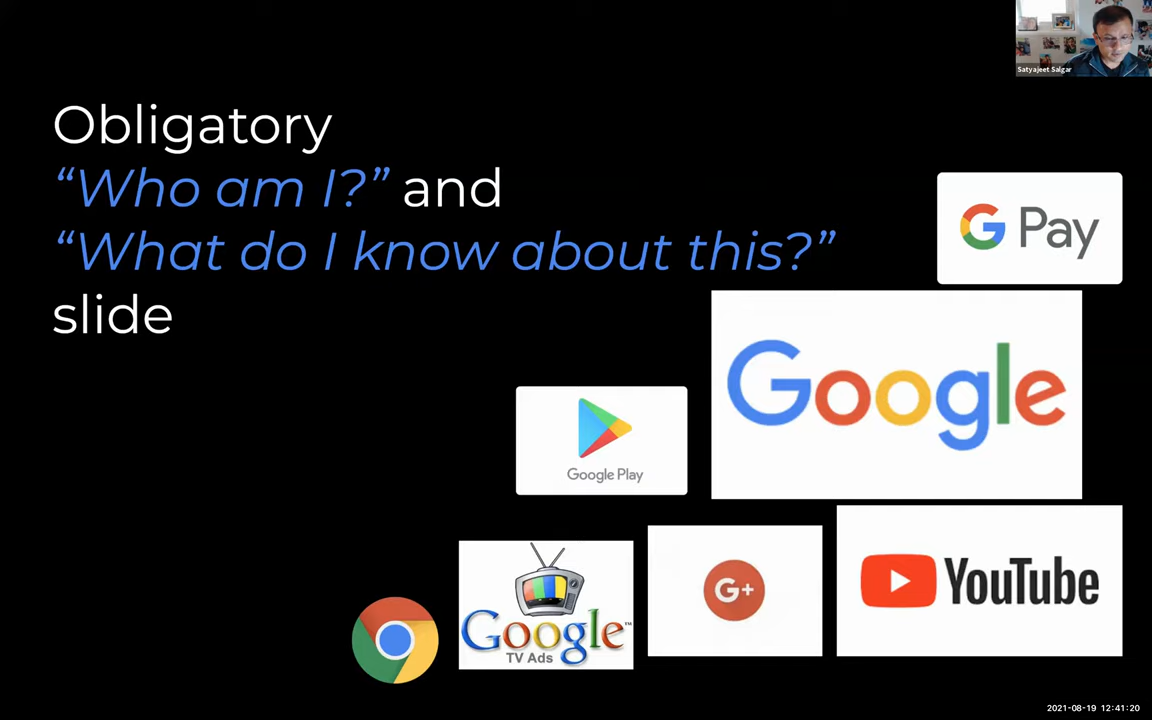 Satyajeet Salgar
Obligatory
“Who am I?” and
“What do I know about this?”
slide
G Pay
Google
Google Play
Google™
TV Ads
G+
YouTube
2021-08-19 12:41:20